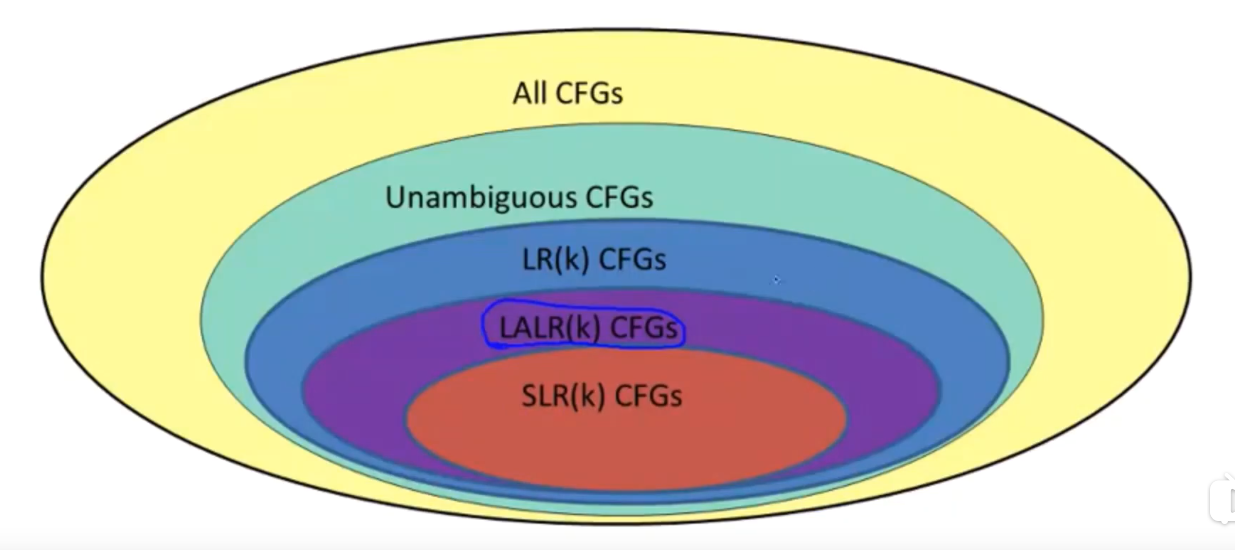 All CFGs
Unambiguous CFGs
LR(k) CFGs
LALR(k) CFGs
SLR(k) CFGs